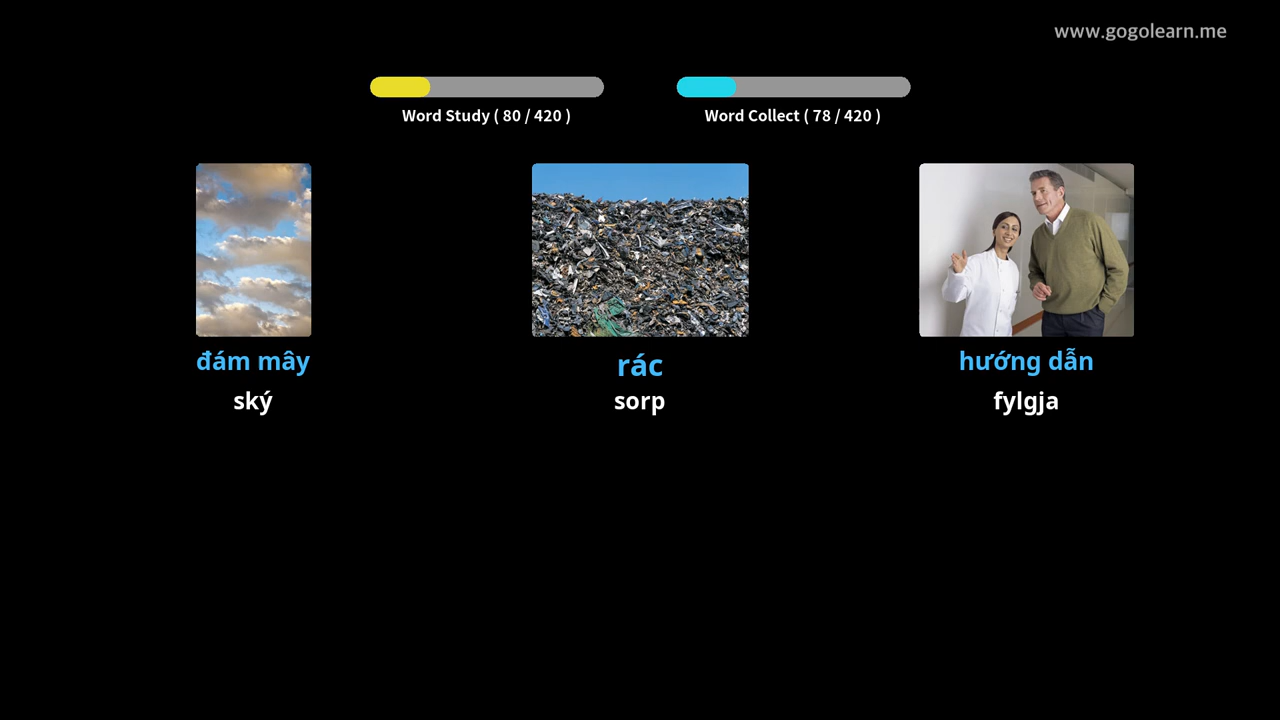 www.gogolearn.me
Word Study ( 80 / 420 )
Word Collect ( 78 / 420 )
đám mây
rác
hướng dẫn
ský
sorp
fylgja